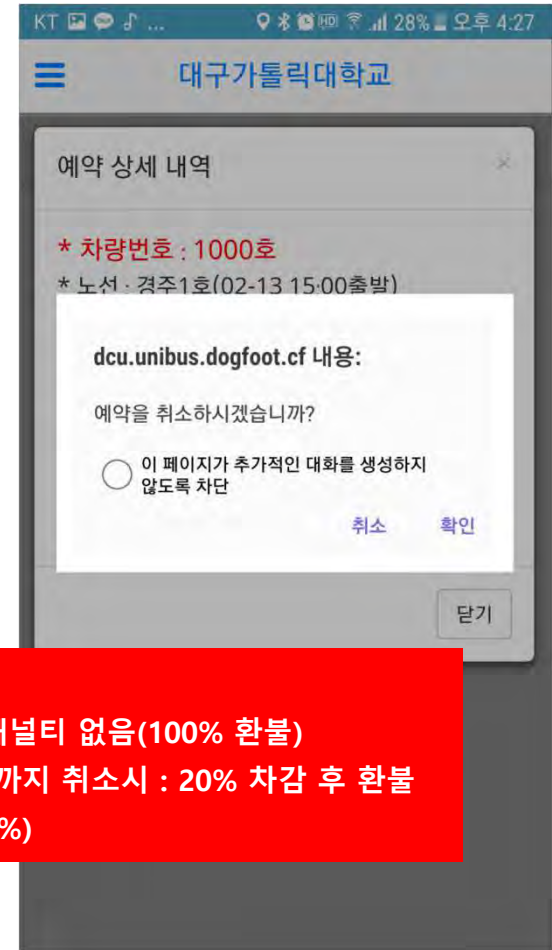 KT ... 28% 오후 4:27
대구가톨릭대학교
예약 상세 내역 ×
* 차량번호 : 1000호
* 노선 : 경주1호(02-13 15:00출발)
dcu.unibus.dogfoot.cf 내용:
예약을 취소하시겠습니까?
이 페이지가 추가적인 대화를 생성하지
않도록 차단
취소 확인
닫기
없음(100% 환불)
까지 취소시 : 20% 차감 후 환불
%)